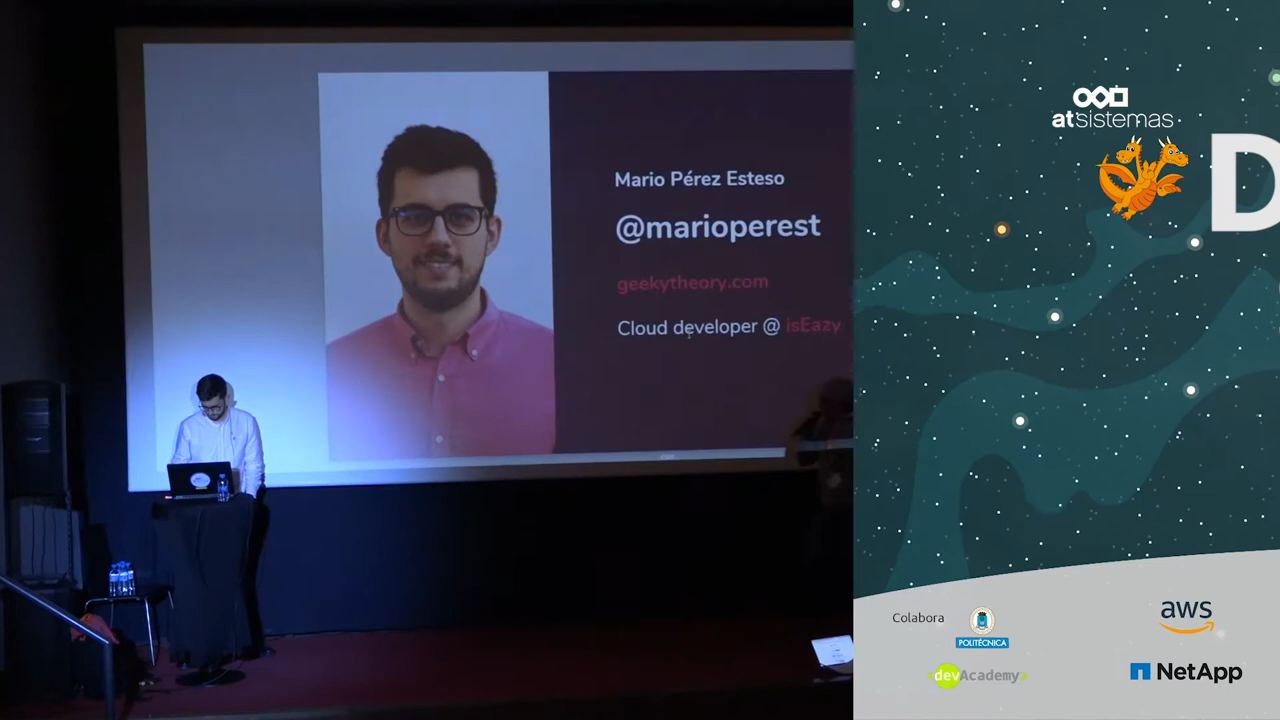 Mario Pérez Esteso
@marioperest
geekytheory.com
Cloud developer @ isEazy
atsistemas
D
Colabora
POLITÉCNICA
devAcademy
aws
NetApp